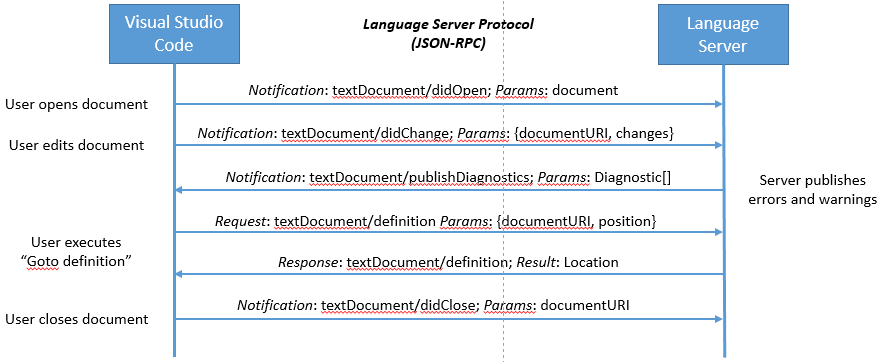 Visual Studio
Code
Language Server Protocol
(JSON-RPC)
Language
Server
Notification: textDocument/didOpen; Params: document
User opens document
Notification: textDocument/didChange; Params: {documentURI, changes}
User edits document
Notification: textDocument/publishDiagnostics; Params: Diagnostic[]
Server publishes
errors and warnings
Request: textDocument/definition Params: {documentURI, position}
User executes
“Goto definition”
Response: textDocument/definition; Result: Location
Notification: textDocument/didClose; Params: documentURI
User closes document